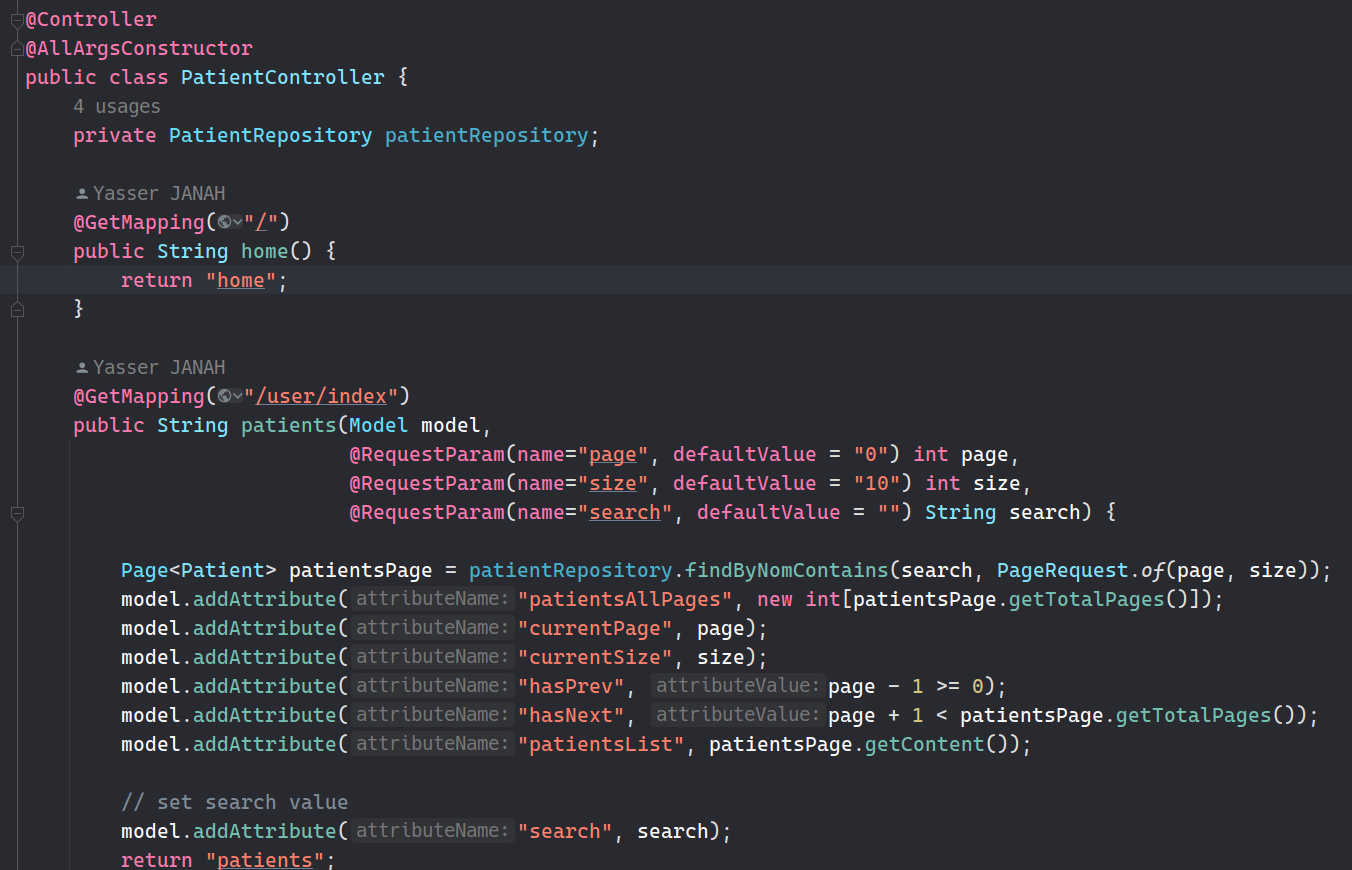 @Controller
@AllArgsConstructor
public class PatientController {
4 usages
private PatientRepository patientRepository;
Yasser JANAH
@GetMapping("/")
public String home() {
return "home";
}
Yasser JANAH
@GetMapping("/user/index")
public String patients(Model model,
@RequestParam(name="page", defaultValue = "0") int page,
@RequestParam(name="size", defaultValue = "10") int size,
@RequestParam(name="search", defaultValue = "") String search) {
Page<Patient> patientsPage = patientRepository.findByNomContains(search, PageRequest.of(page, size));
model.addAttribute( attributeName: "patientsAllPages", new int[patientsPage.getTotalPages()]);
model.addAttribute( attributeName: "currentPage", page);
model.addAttribute( attributeName: "currentSize", size);
model.addAttribute( attributeName: "hasPrev", attributeValue: page - 1 >= 0);
model.addAttribute( attributeName: "hasNext", attributeValue: page + 1 < patientsPage.getTotalPages());
model.addAttribute( attributeName: "patientsList", patientsPage.getContent());
// set search value
model.addAttribute( attributeName: "search", search);
return "patients";